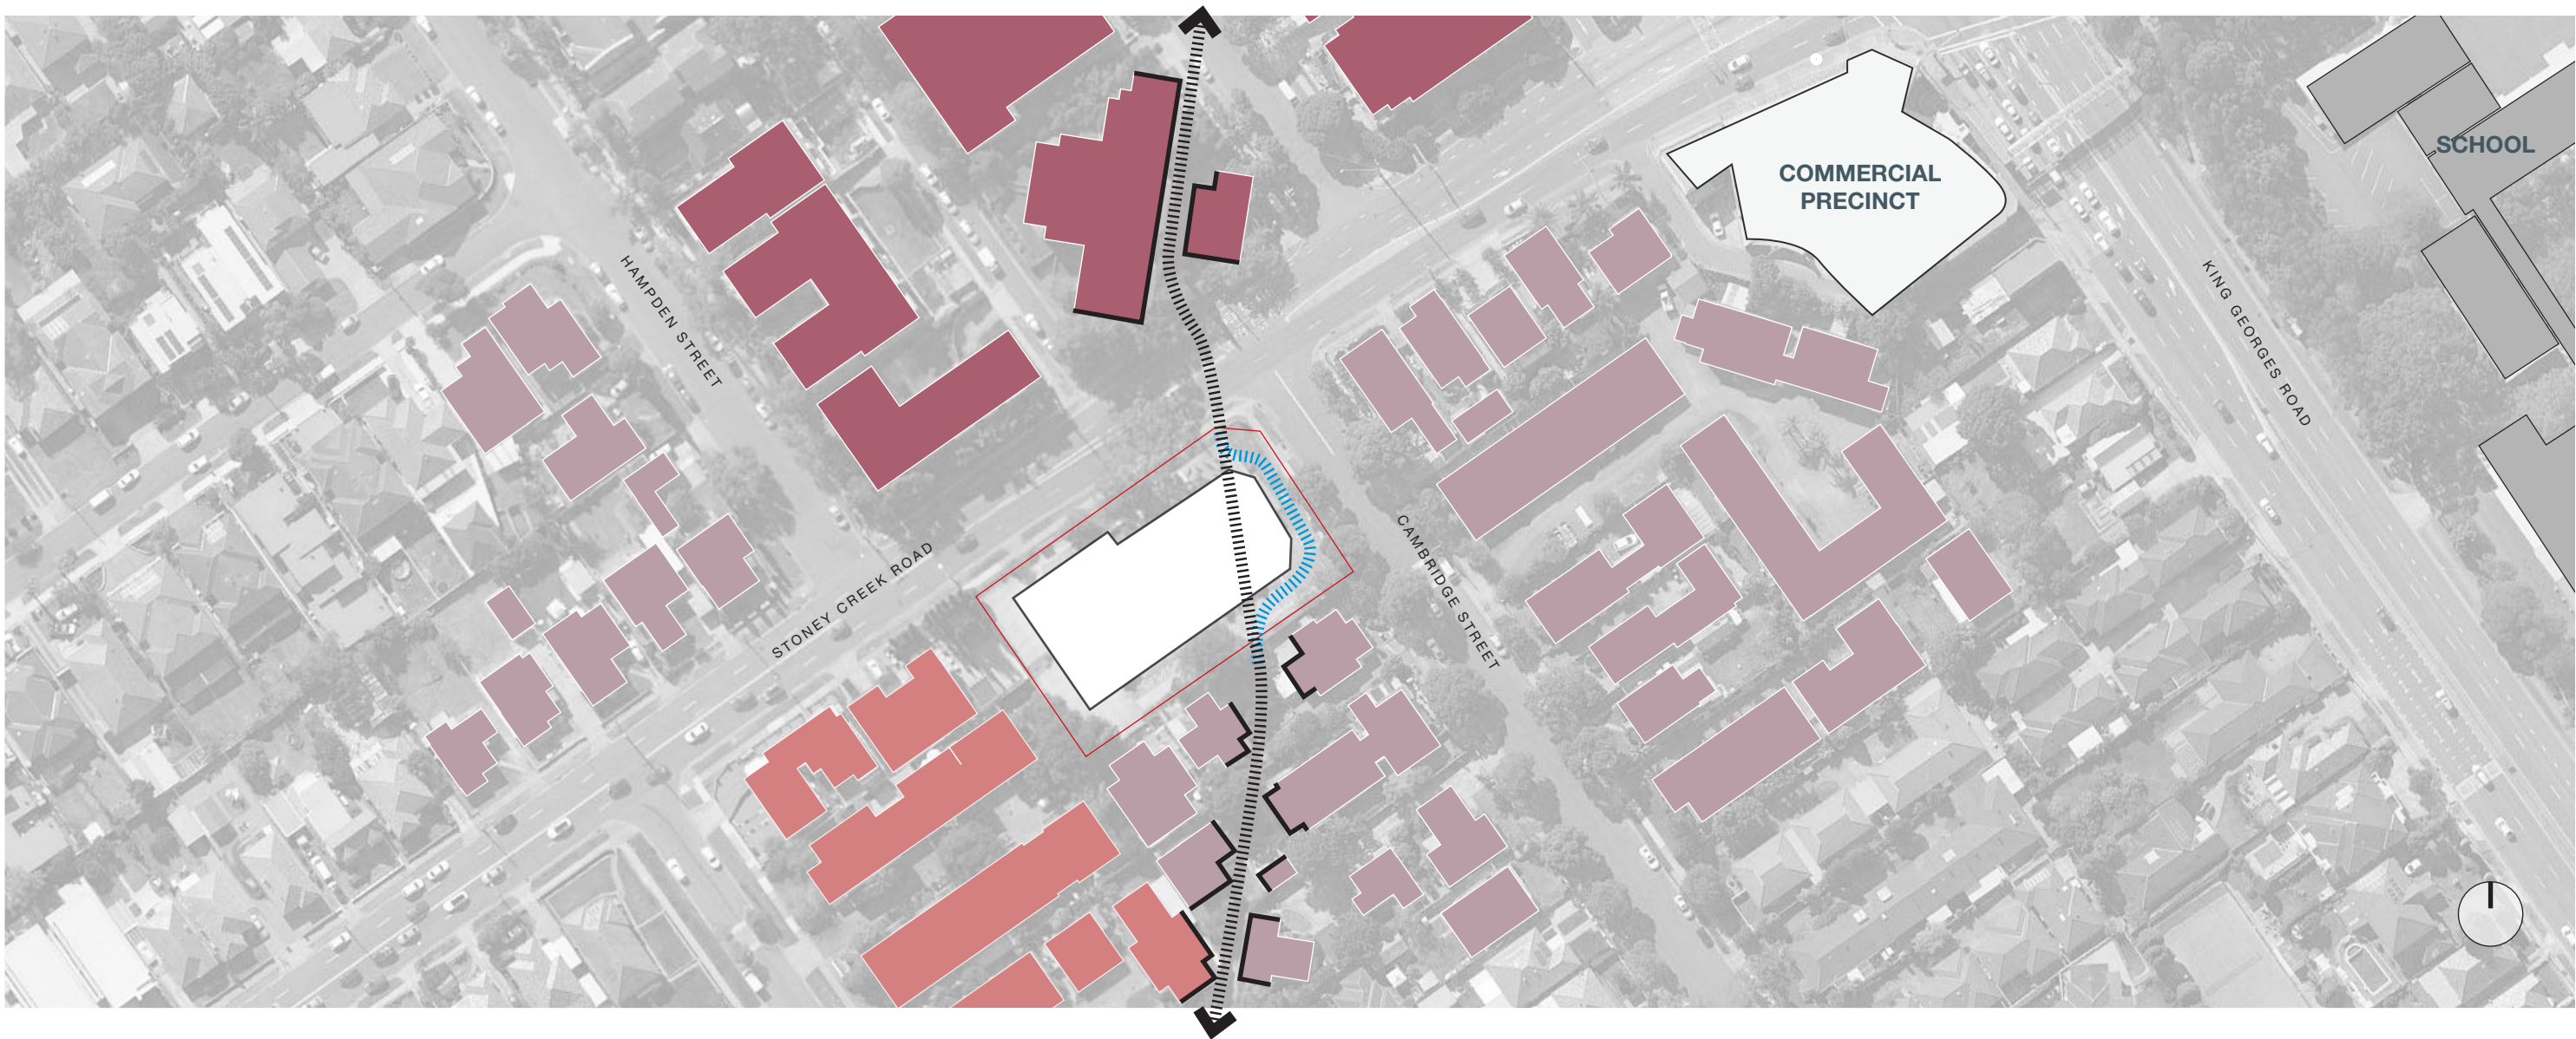 SCHOOL
COMMERCIAL
PRECINCT
HAMPDEN STREET
KING GEORGES ROAD
STONEY CREEK ROAD
CAMBRIDGE STREET